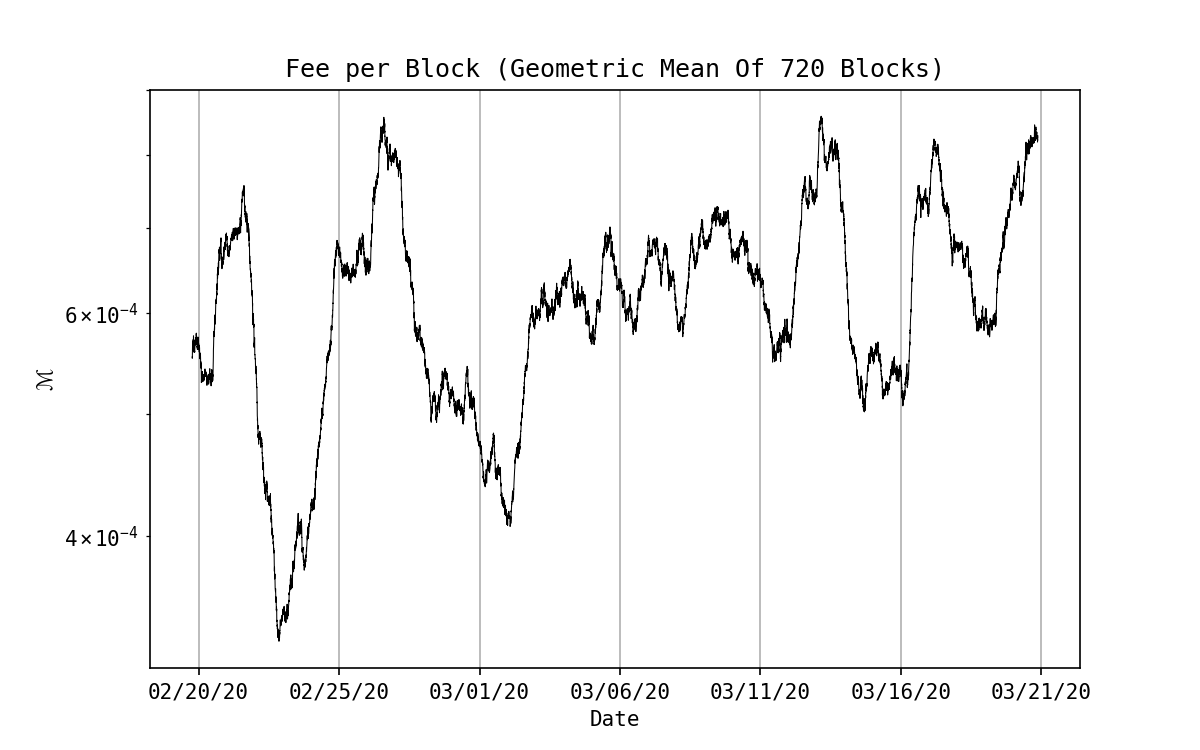 Fee per Block (Geometric Mean Of 720 Blocks)
6×10⁻⁴
ℳ
4×10⁻⁴
02/20/20 02/25/20 03/01/20 03/06/20 03/11/20 03/16/20 03/21/20
Date